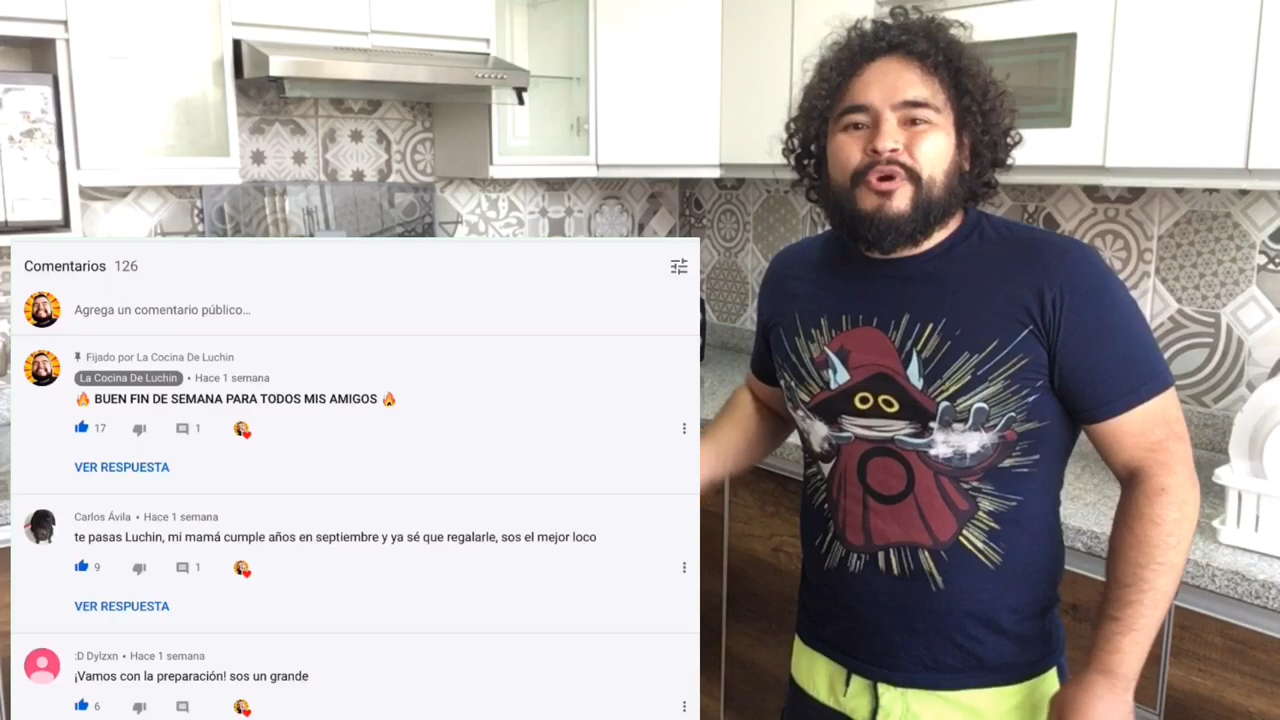 Comentarios 126
Agrega un comentario público...
Fijado por La Cocina De Luchin
La Cocina De Luchin • Hace 1 semana
🔥 BUEN FIN DE SEMANA PARA TODOS MIS AMIGOS 🔥
17 1
VER RESPUESTA
Carlos Ávila • Hace 1 semana
te pasas Luchin, mi mamá cumple años en septiembre y ya sé que regalarle, sos el mejor loco
9 1
VER RESPUESTA
:D Dylzxn • Hace 1 semana
¡Vamos con la preparación! sos un grande
6